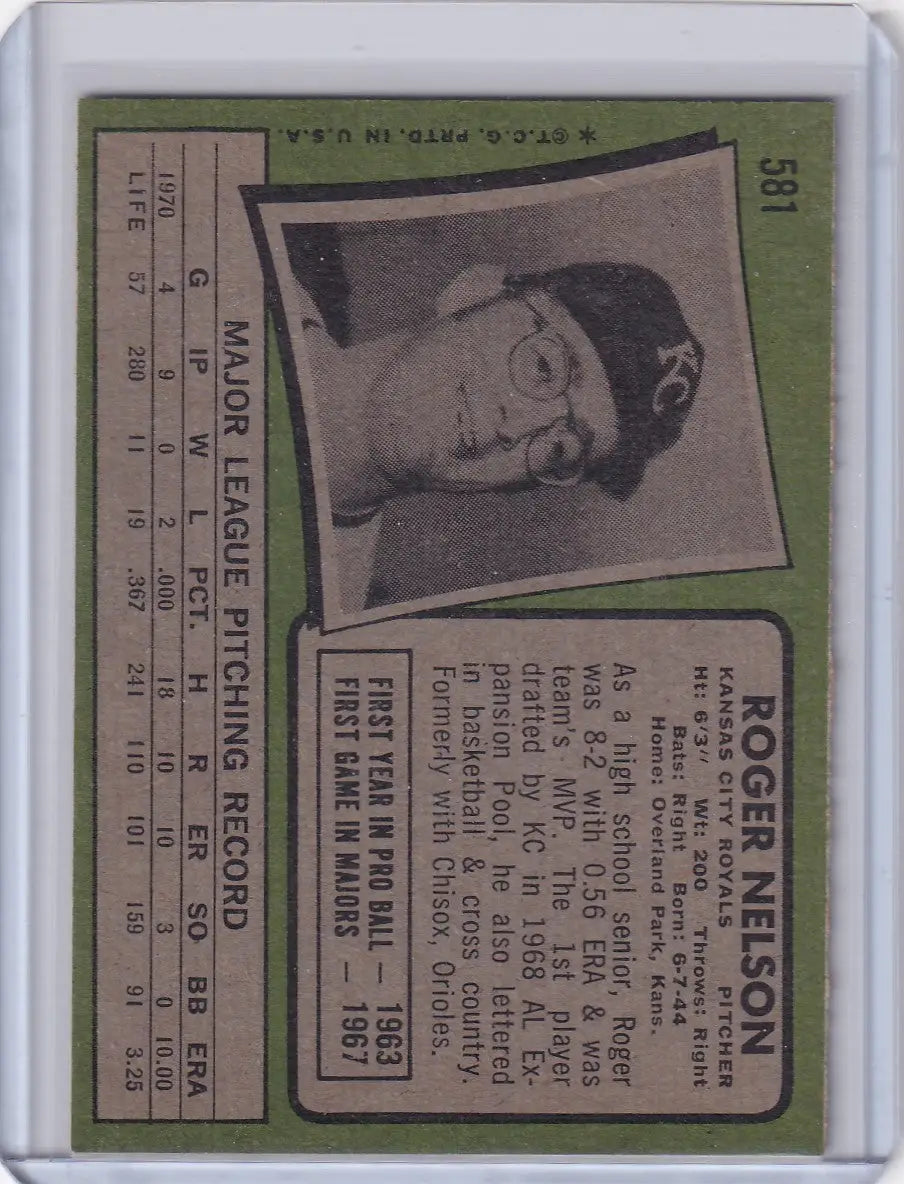 581
KC
* ©T.C.G. PRTD. IN U.S.A.
ROGER NELSON
KANSAS CITY ROYALS PITCHER
Ht: 6'3" Wt: 200 Throws: Right
Bats: Right Born: 6-7-44
Home: Overland Park, Kans.
As a high school senior, Roger
was 8-2 with 0.56 ERA & was
team's MVP. The 1st player
drafted by KC in 1968 AL Ex-
pansion Pool, he also lettered
in basketball & cross country.
Formerly with Chisox, Orioles.
FIRST YEAR IN PRO BALL — 1963
FIRST GAME IN MAJORS — 1967
MAJOR LEAGUE PITCHING RECORD
G IP W L PCT. H R ER SO BB ERA
1970 4 9 0 2 .000 18 10 10 3 0 10.00
LIFE 57 280 11 19 .367 241 110 101 159 91 3.25